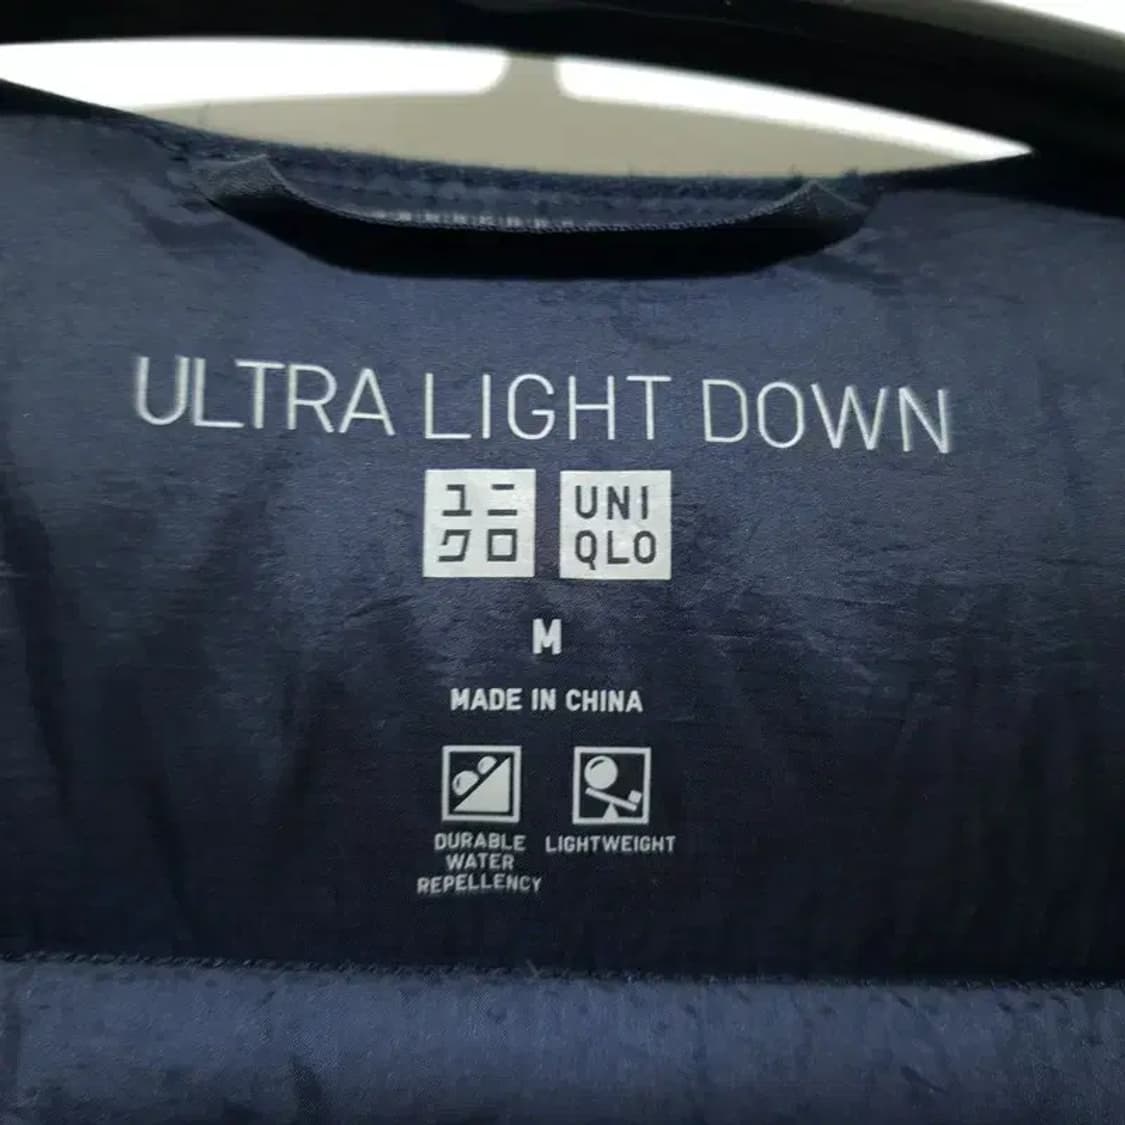 ULTRA LIGHT DOWN
ユニ UNI
クロ QLO
M
MADE IN CHINA
DURABLE LIGHTWEIGHT
WATER
REPELLENCY